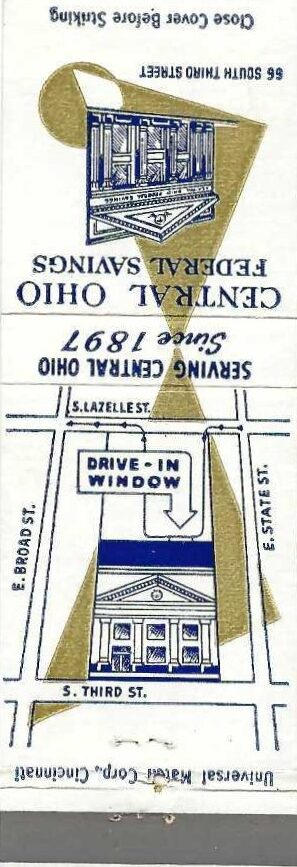 Close Cover Before Striking
66 SOUTH THIRD STREET
CENTRAL OHIO
FEDERAL SAVINGS
Since 1897
SERVING CENTRAL OHIO
S. LAZELLE ST.
DRIVE-IN
WINDOW
E. BROAD ST.
E. STATE ST.
S. THIRD ST.
Universal Match Corp., Cincinnati